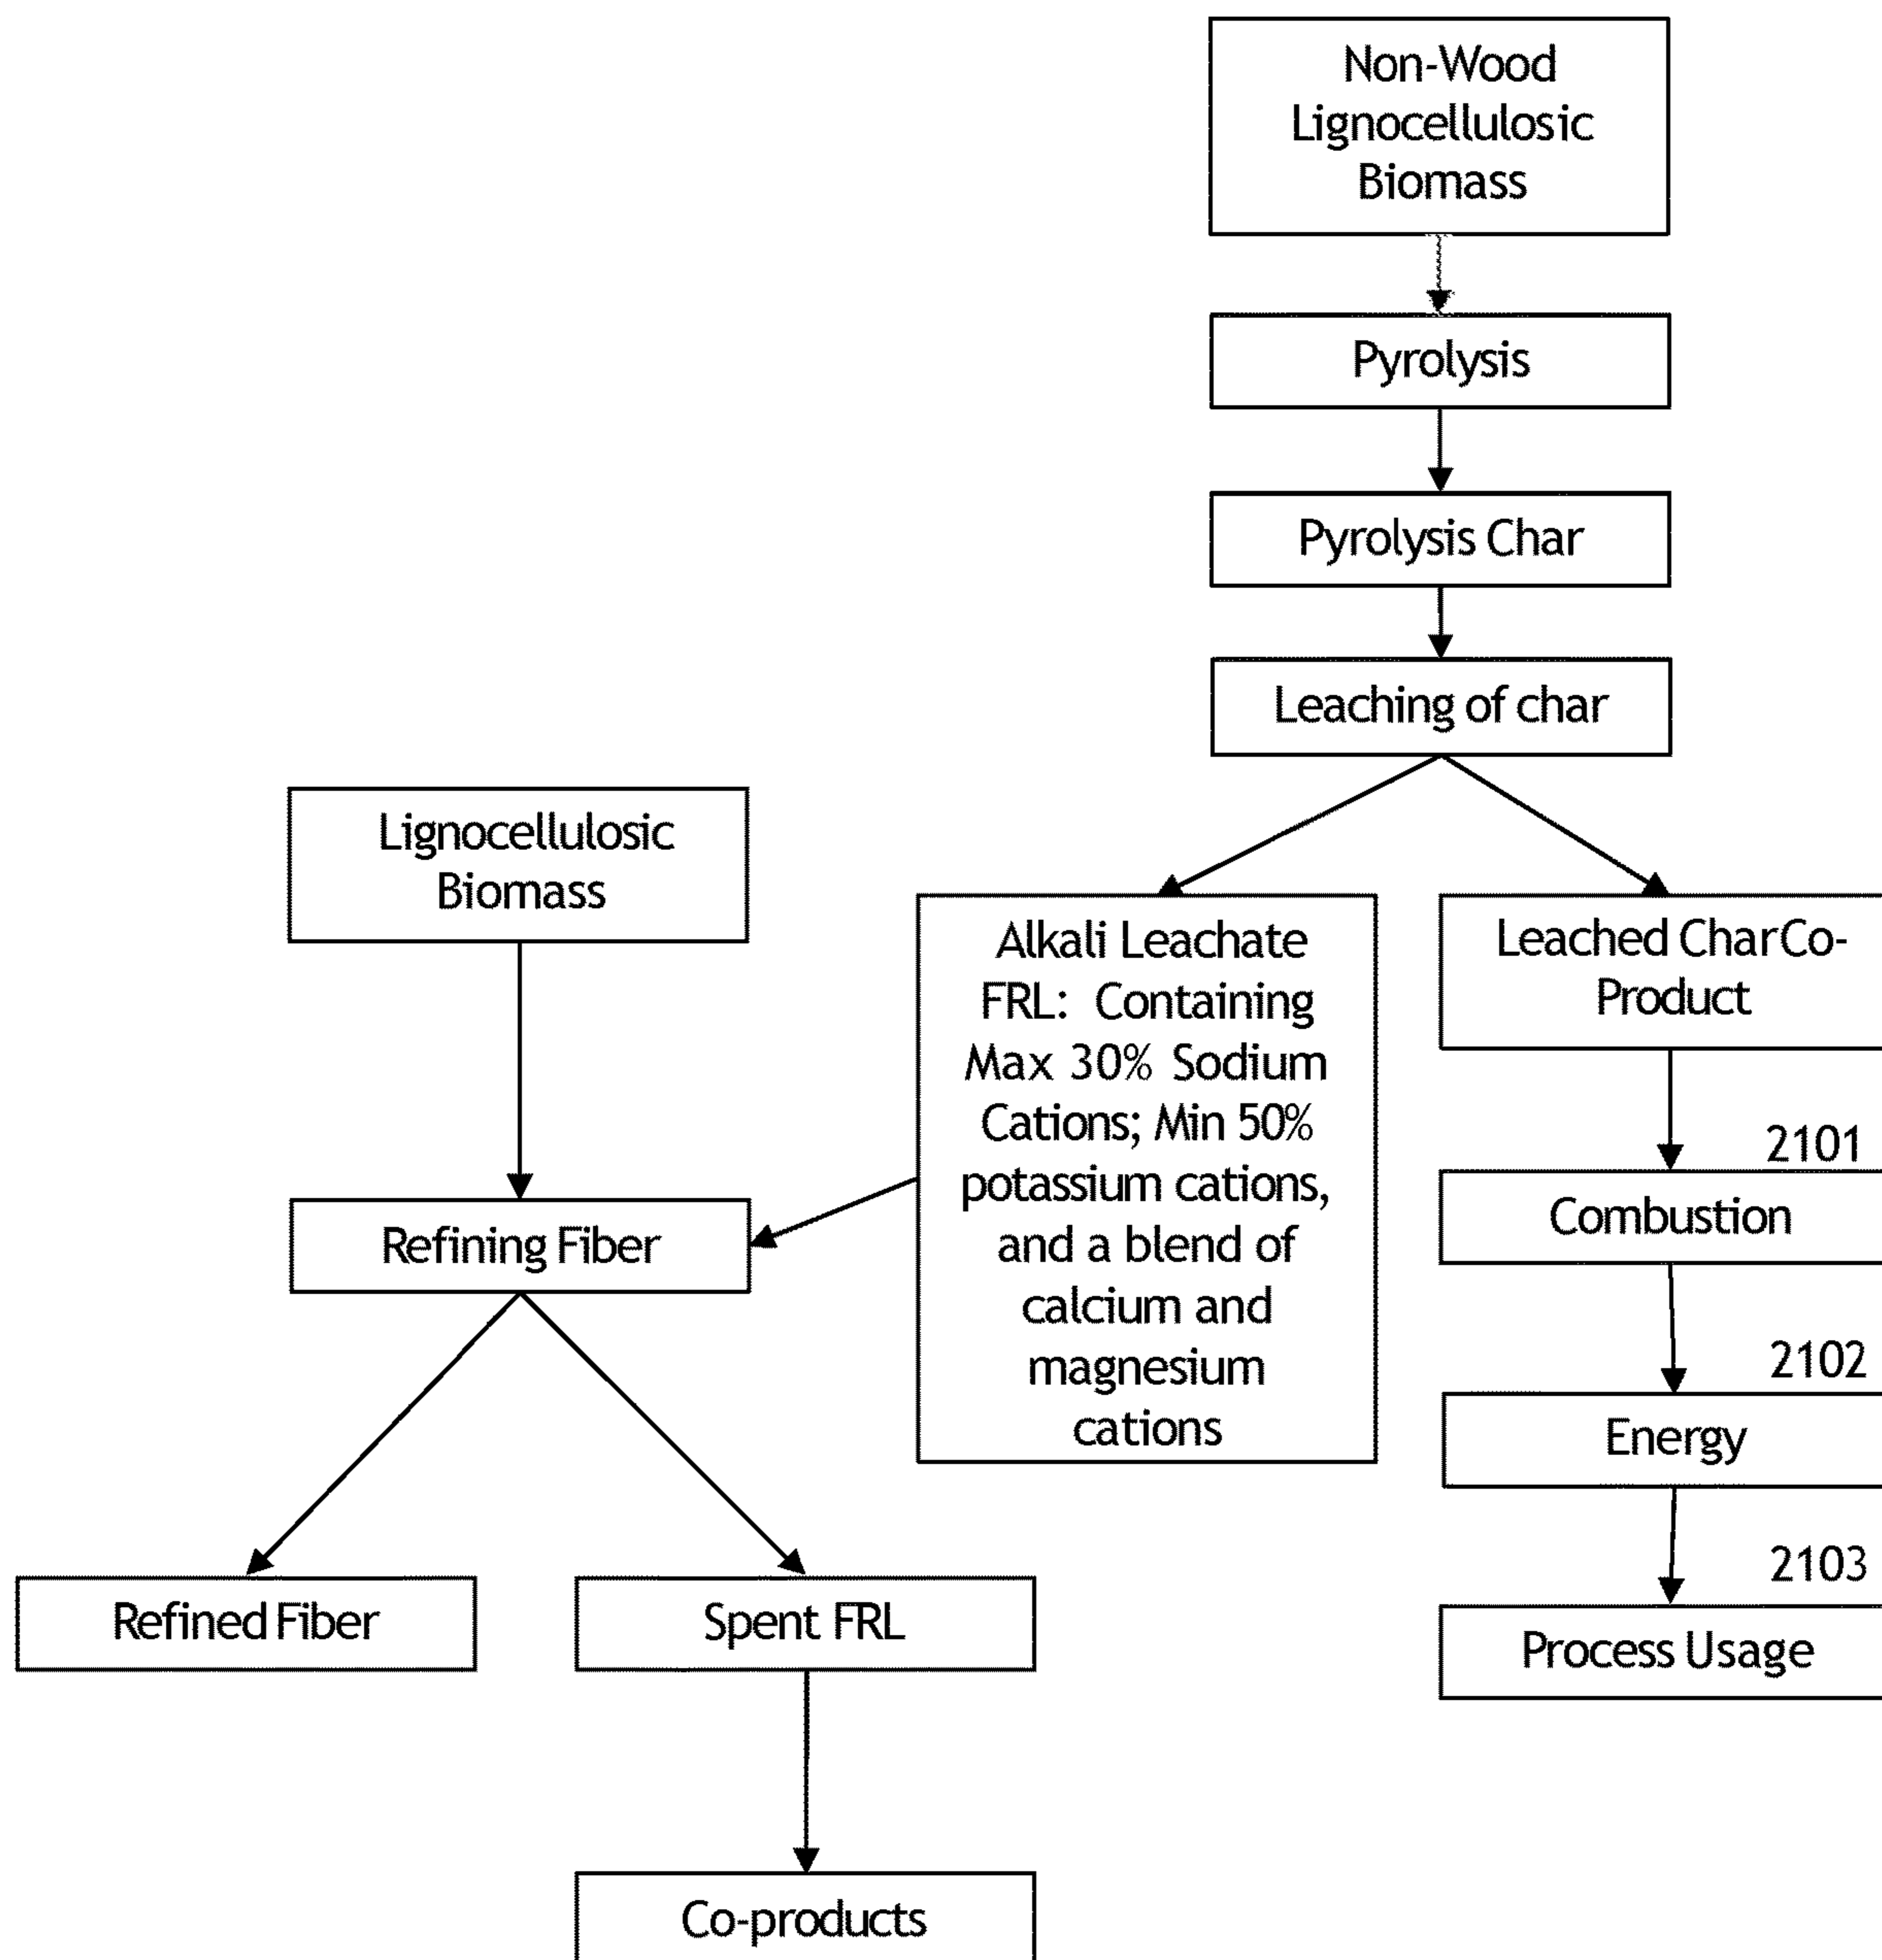 Non-Wood
Lignocellulosic
Biomass
Pyrolysis
Pyrolysis Char
Leaching of char
Lignocellulosic
Biomass
Alkali Leachate
FRL: Containing
Max 30% Sodium
Cations; Min 50%
potassium cations,
and a blend of
calcium and
magnesium
cations
Leached CharCo-
Product
2101
Combustion
Refining Fiber
2102
Energy
2103
Refined Fiber
Spent FRL
Process Usage
Co-products